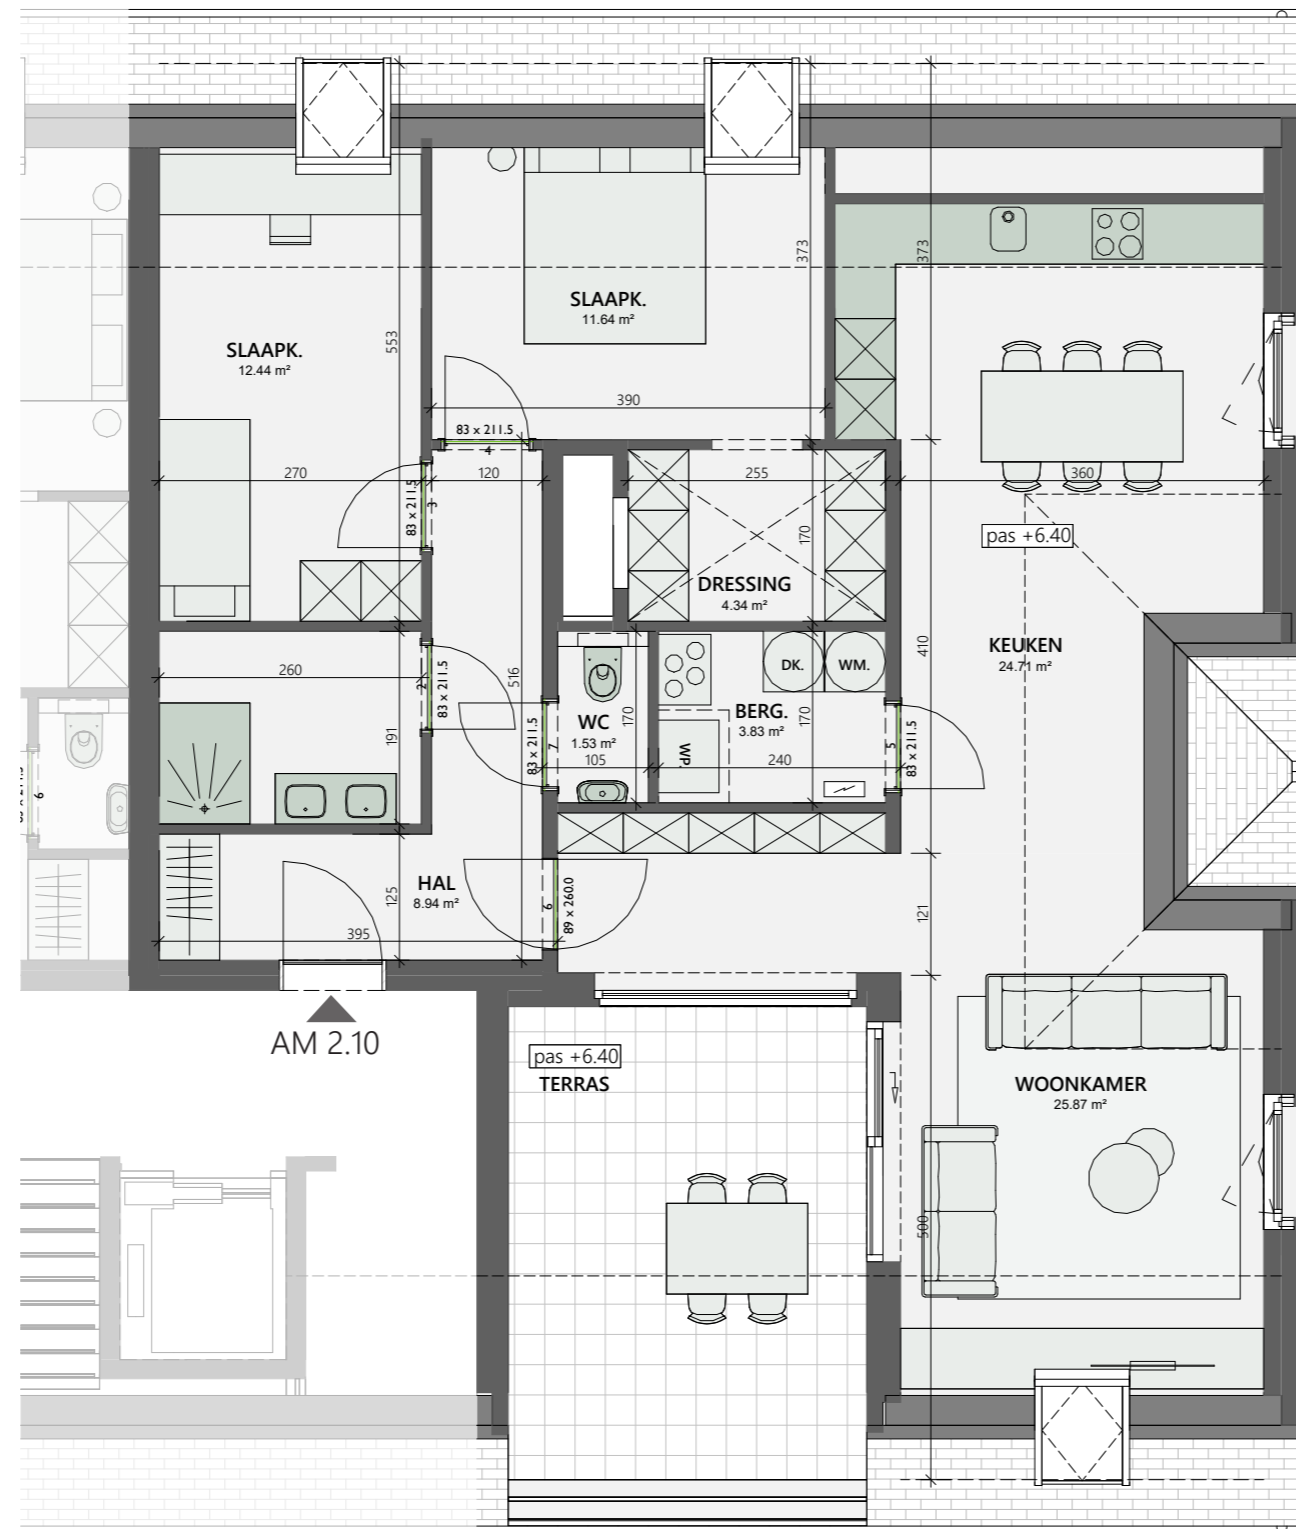 373
373
SLAAPK.
11.64 m²
SLAAPK.
12.44 m²
553
390
83 x 211.5
4
270
120
255
360
83 x 211.5
3
170
pas +6.40
DRESSING
4.34 m²
KEUKEN
24.71 m²
410
260
516
2
83 x 211.5
DK.
WM.
170
WC
1.53 m²
BERG.
3.83 m²
170
191
83 x 211.5
7
WP.
5
83 x 211.5
105
240
6
HAL
8.94 m²
125
6
89 x 260.0
121
395
AM 2.10
pas +6.40
TERRAS
WOONKAMER
25.87 m²
500